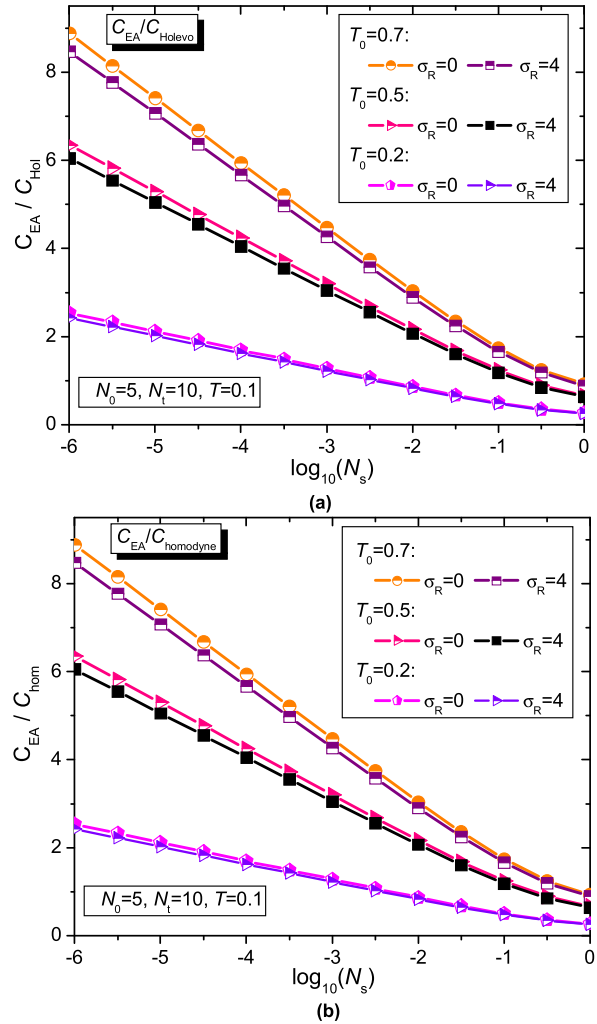 C_EA/C_Holevo
T_0=0.7:
σ_R=0 σ_R=4
T_0=0.5:
σ_R=0 σ_R=4
T_0=0.2:
σ_R=0 σ_R=4
8
6
4
2
0
C_EA / C_Hol
N_0=5, N_t=10, T=0.1
-6 -5 -4 -3 -2 -1 0
log_10(N_s)
(a)
C_EA/C_homodyne
T_0=0.7:
σ_R=0 σ_R=4
T_0=0.5:
σ_R=0 σ_R=4
T_0=0.2:
σ_R=0 σ_R=4
8
6
4
2
0
C_EA / C_hom
N_0=5, N_t=10, T=0.1
-6 -5 -4 -3 -2 -1 0
log_10(N_s)
(b)